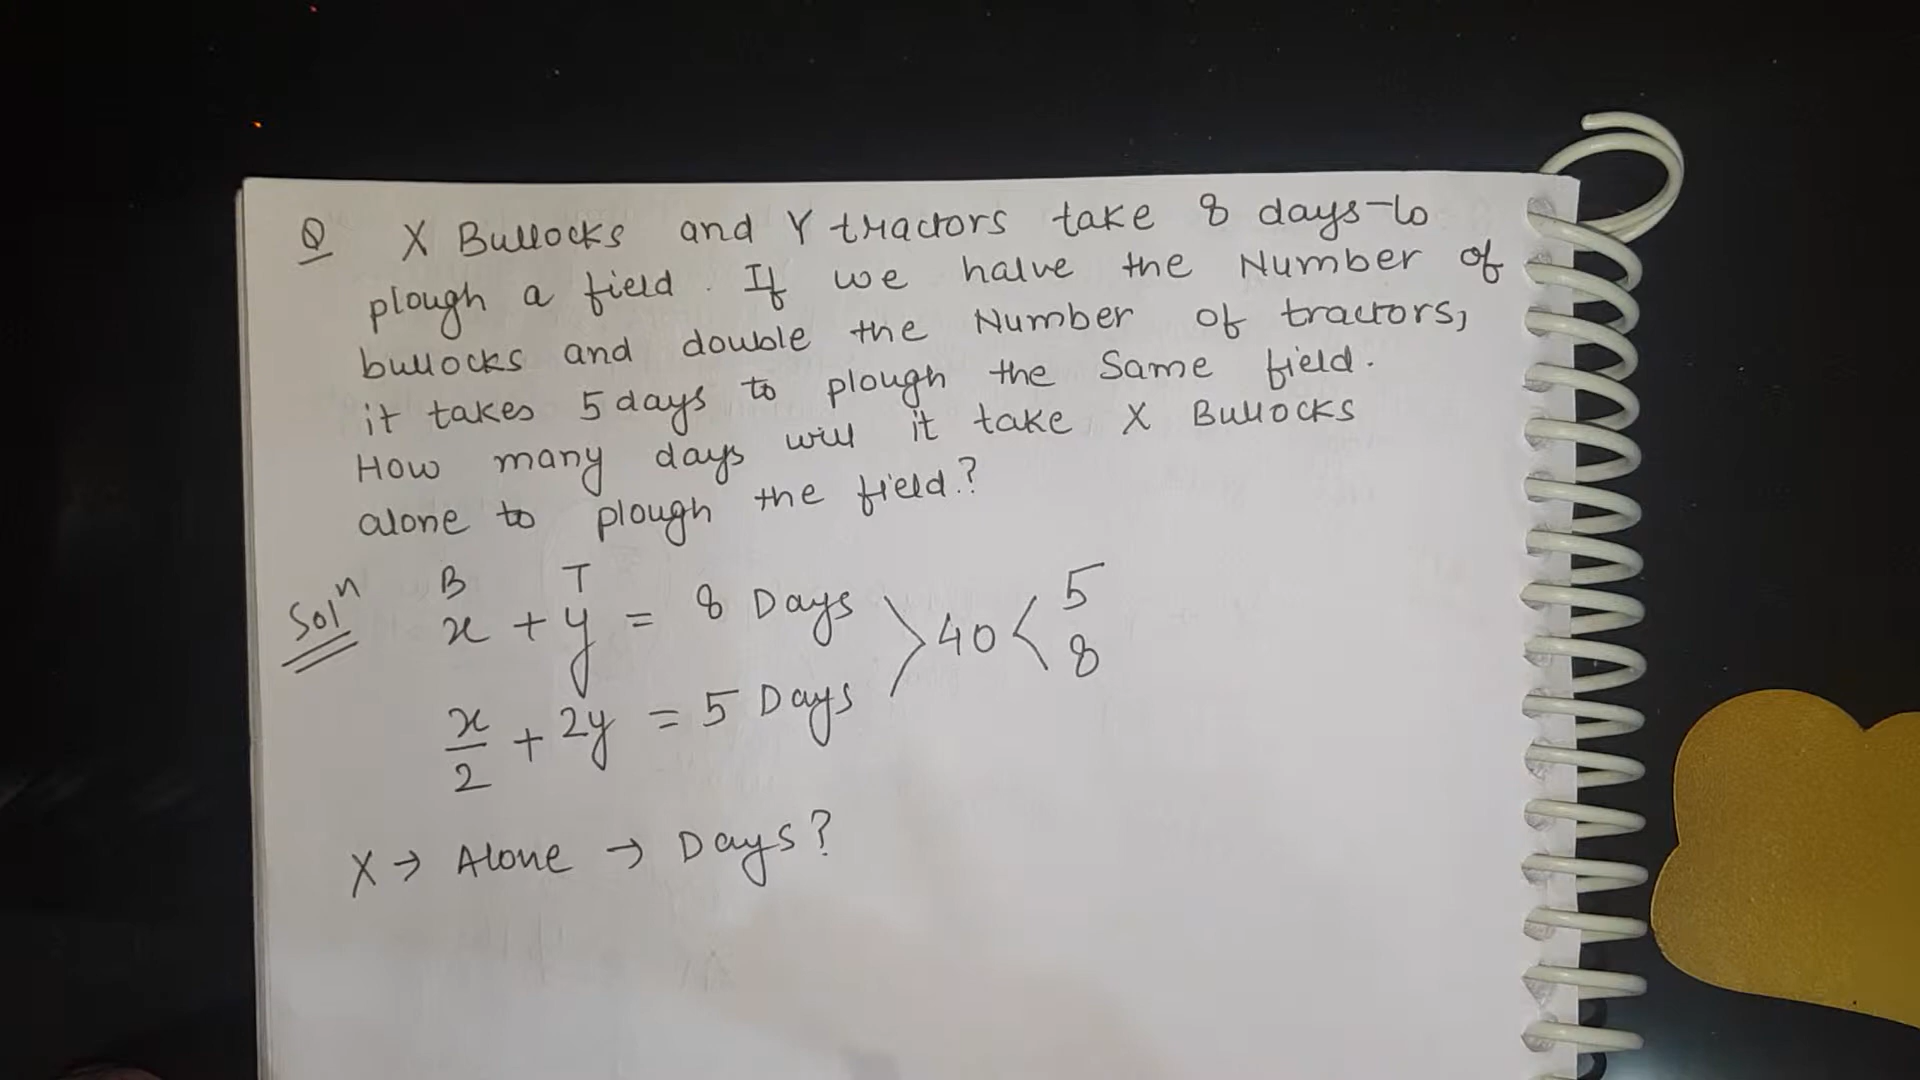 Q X Bullocks and Y tractors take 8 days to
plough a field. If we halve the Number of
bullocks and double the Number of tractors,
it takes 5 days to plough the Same field.
How many days will it take X Bullocks
alone to plough the field.?
Solⁿ
B T
x + y = 8 Days
x/2 + 2y = 5 Days
40
5
8
X → Alone → Days?